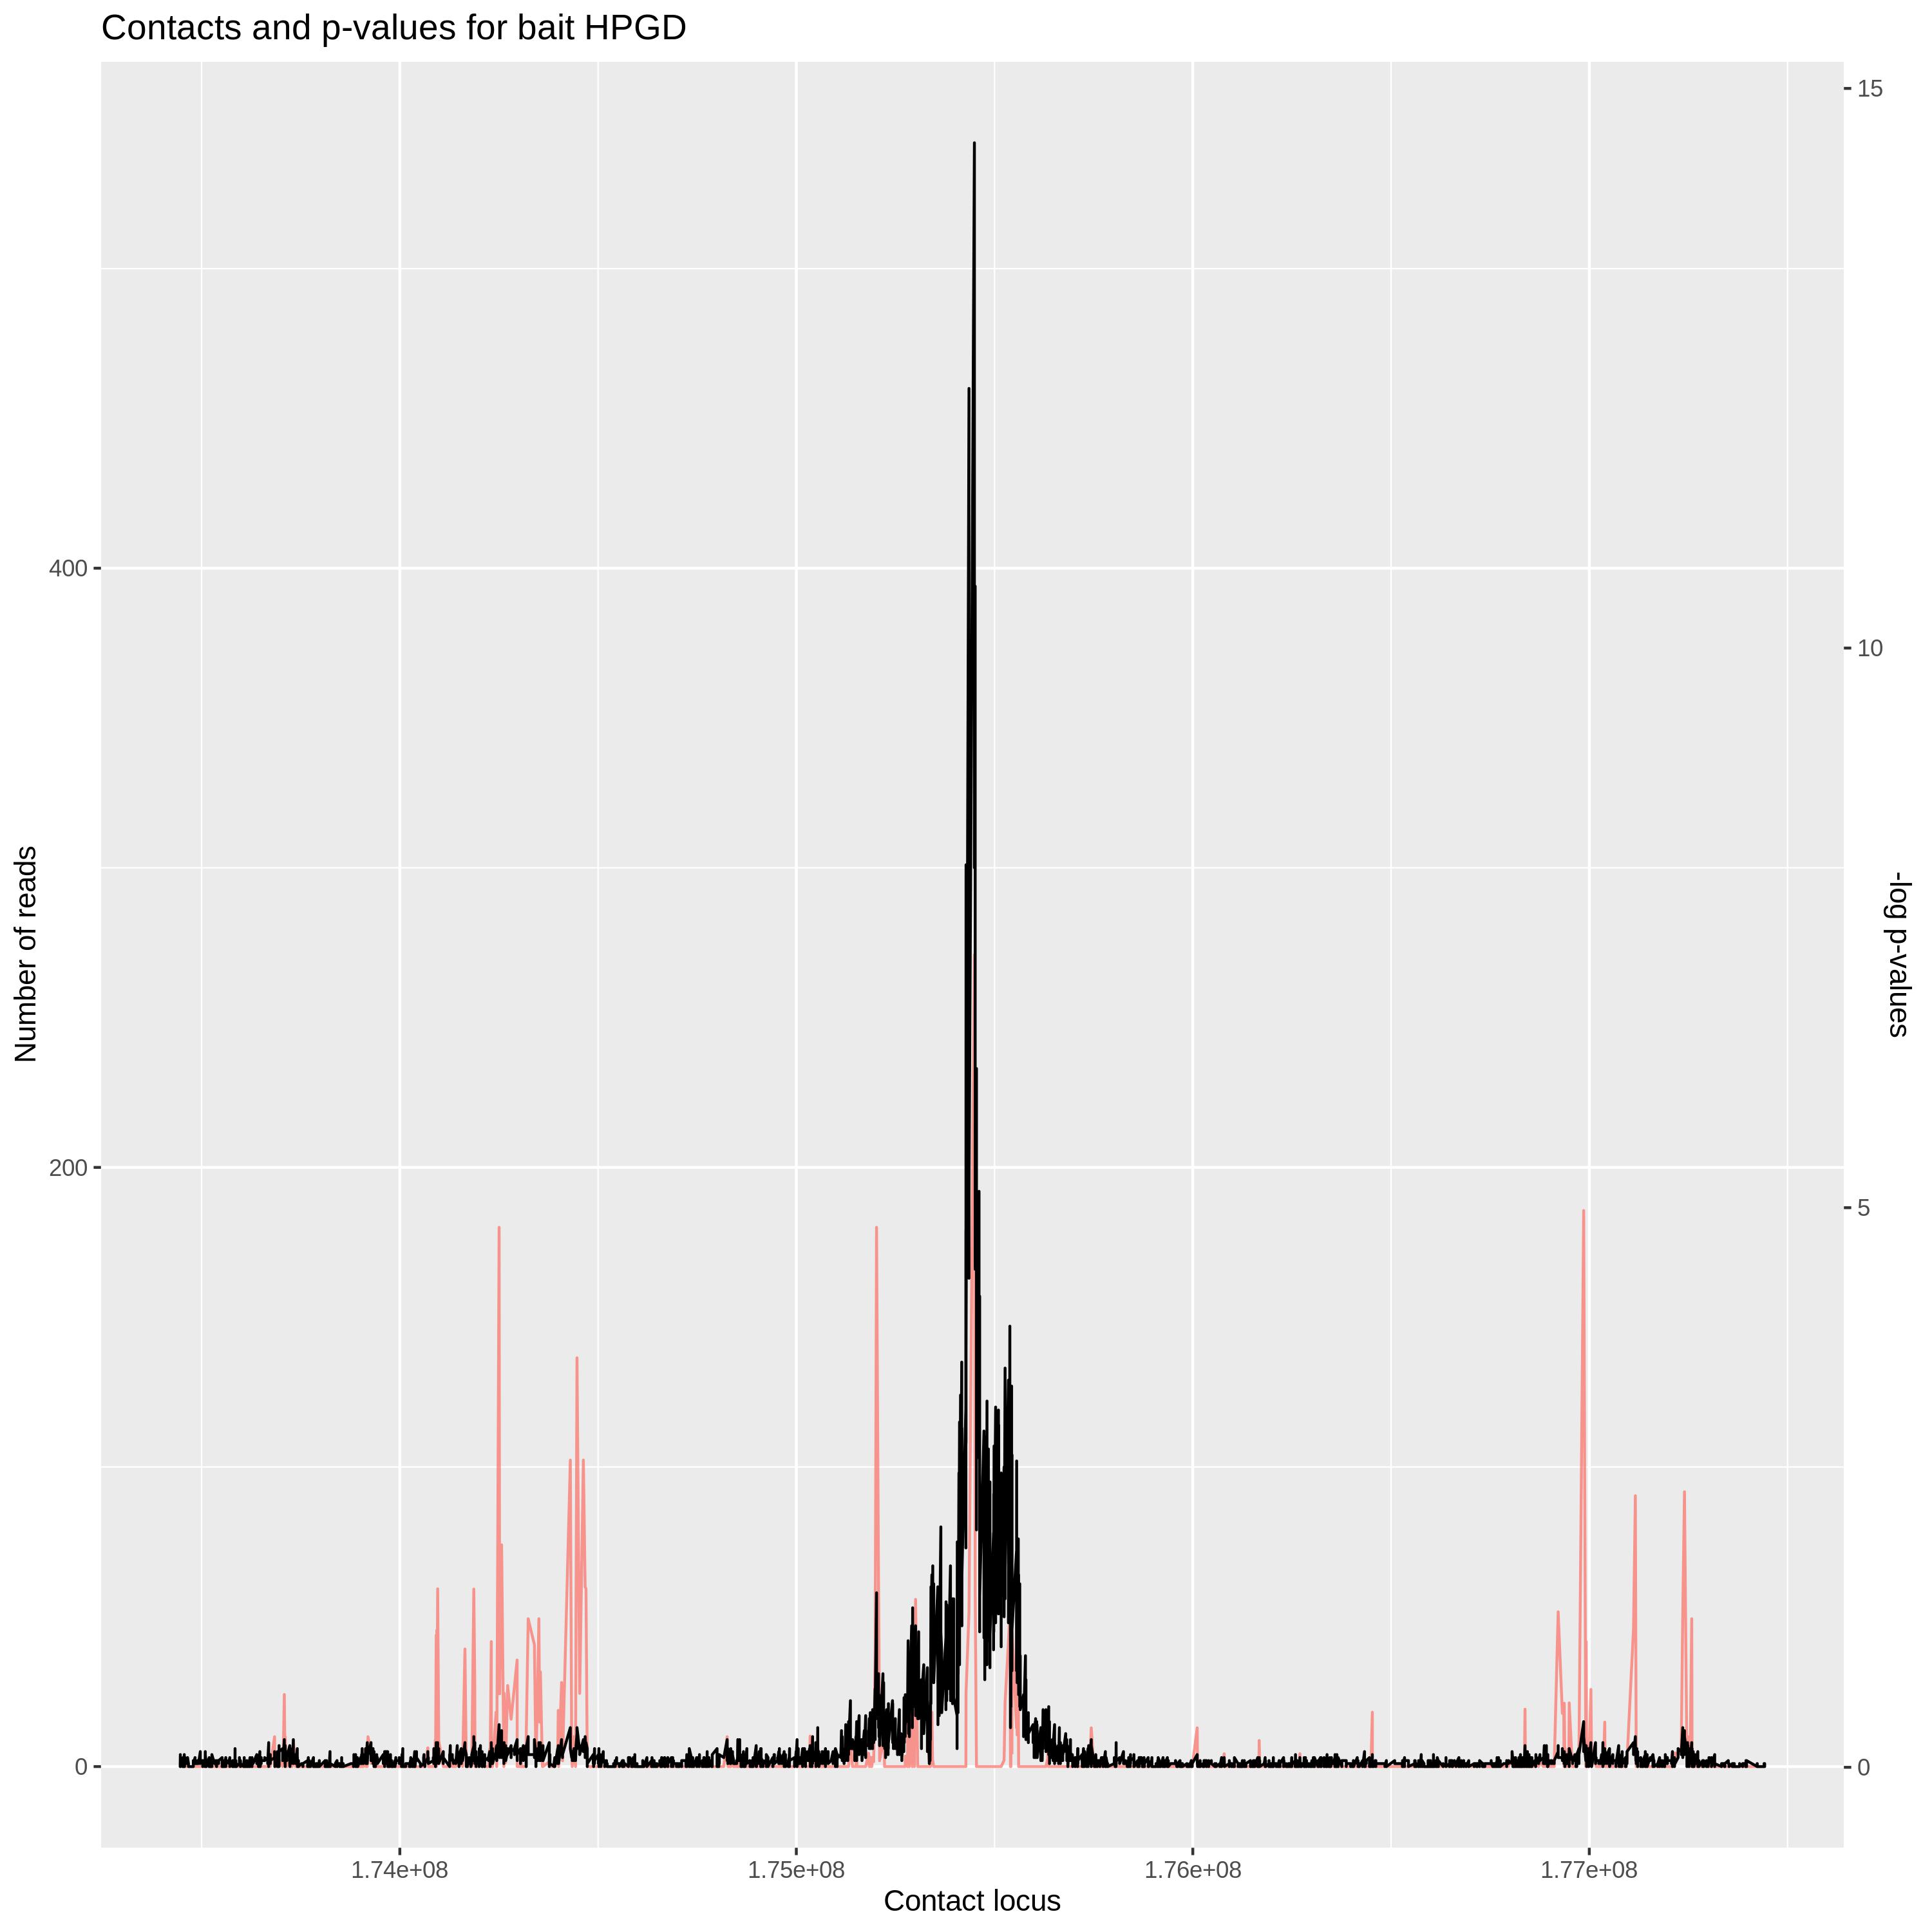 Contacts and p-values for bait HPGD
15
10
5
0
400
200
0
Number of reads
-log p-values
1.74e+08
1.75e+08
1.76e+08
1.77e+08
Contact locus